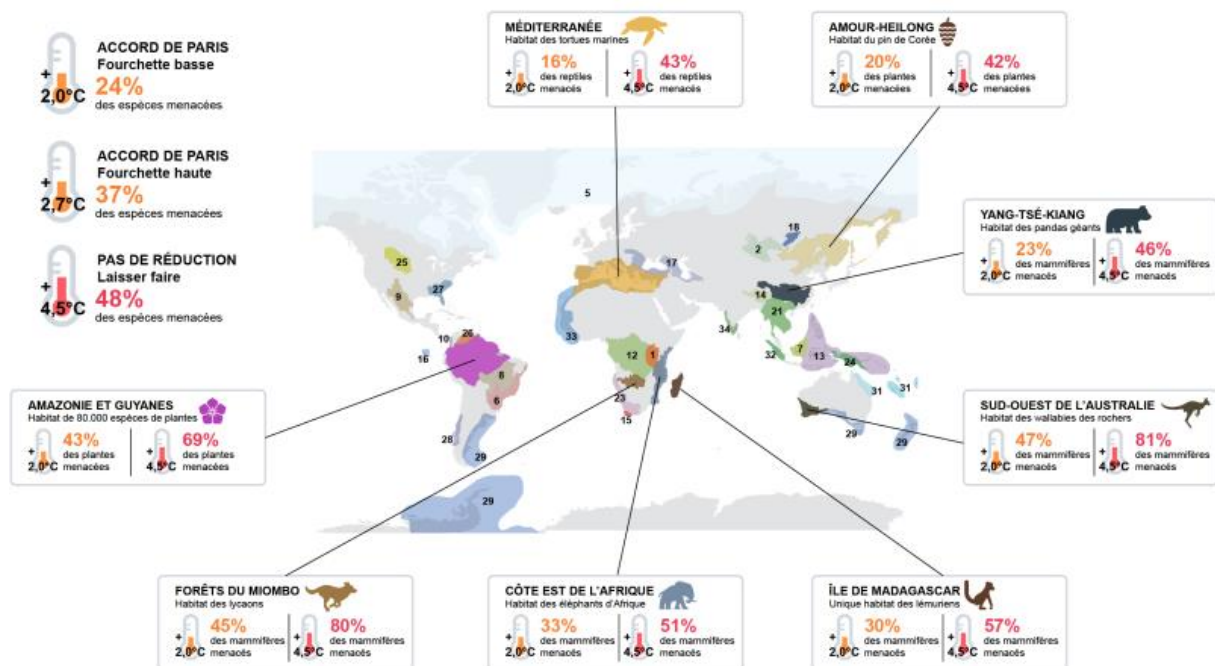 ACCORD DE PARIS
Fourchette basse
+
2,0°C
24%
des espèces menacées
ACCORD DE PARIS
Fourchette haute
+
2,7°C
37%
des espèces menacées
PAS DE RÉDUCTION
Laisser faire
+
4,5°C
48%
des espèces menacées
MÉDITERRANÉE
Habitat des tortues marines
+
2,0°C
16%
des reptiles
menacés
+
4,5°C
43%
des reptiles
menacés
AMOUR-HEILONG
Habitat du pin de Corée
+
2,0°C
20%
des plantes
menacées
+
4,5°C
42%
des plantes
menacées
YANG-TSÉ-KIANG
Habitat des pandas géants
+
2,0°C
23%
des mammifères
menacés
+
4,5°C
46%
des mammifères
menacés
5
18
2
25
17
27
9
14
21
34
33
10
26
16
12
1
32
7
13
24
8
6
23
31
31
15
28
29
29
29
29
AMAZONIE ET GUYANES
Habitat de 80.000 espèces de plantes
+
2,0°C
43%
des plantes
menacées
+
4,5°C
69%
des plantes
menacées
SUD-OUEST DE L'AUSTRALIE
Habitat des wallabies des rochers
+
2,0°C
47%
des mammifères
menacés
+
4,5°C
81%
des mammifères
menacés
FORÊTS DU MIOMBO
Habitat des lycaons
+
2,0°C
45%
des mammifères
menacés
+
4,5°C
80%
des mammifères
menacés
CÔTE EST DE L'AFRIQUE
Habitat des éléphants d'Afrique
+
2,0°C
33%
des mammifères
menacés
+
4,5°C
51%
des mammifères
menacés
ÎLE DE MADAGASCAR
Unique habitat des lémuriens
+
2,0°C
30%
des mammifères
menacés
+
4,5°C
57%
des mammifères
menacés